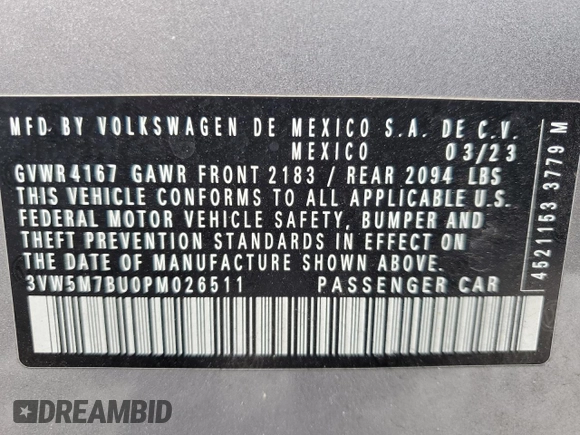 MFD BY VOLKSWAGEN DE MEXICO S.A. DE C.V.
MEXICO 03/23
GVWR 4167 GAWR FRONT 2183 / REAR 2094 LBS
THIS VEHICLE CONFORMS TO ALL APPLICABLE U.S.
FEDERAL MOTOR VEHICLE SAFETY, BUMPER AND
THEFT PREVENTION STANDARDS IN EFFECT ON
THE DATE OF MANUFACTURE SHOWN ABOVE.
3VW5M7BU0PM026511 PASSENGER CAR
4521153 3779 M
DREAMBID